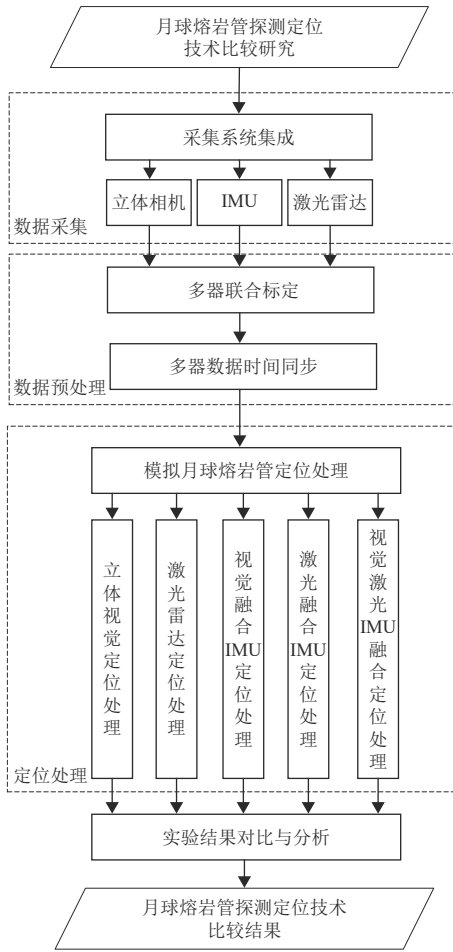 月球熔岩管探测定位
技术比较研究
采集系统集成
立体相机
IMU
激光雷达
数据采集
多器联合标定
多器数据时间同步
数据预处理
模拟月球熔岩管定位处理
立体视觉定位处理
激光雷达定位处理
视觉融合IMU定位处理
激光融合IMU定位处理
视觉激光IMU融合定位处理
定位处理
实验结果对比与分析
月球熔岩管探测定位技术
比较结果